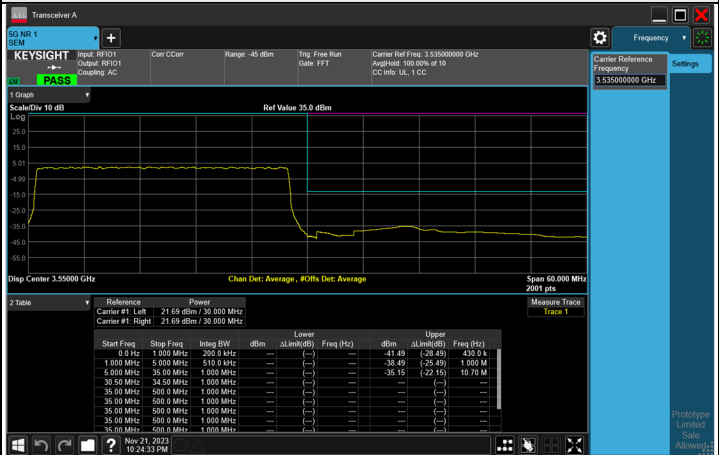 Transceiver A
5G NR 1
SEM
Frequency
KEYSIGHT
Input: RFIO1
Output: RFIO1
Coupling: AC
Corr CCorr
Range: -45 dBm
Trig: Free Run
Gate: FFT
Carrier Ref Freq: 3.535000000 GHz
Avg|Hold: 100.00% of 10
CC Info: UL, 1 CC
PASS
Carrier Reference
Frequency
3.535000000 GHz
Settings
1 Graph
Scale/Div 10 dB
Ref Value 35.0 dBm
Log
25.0
15.0
5.01
-4.99
-15.0
-25.0
-35.0
-45.0
-55.0
Disp Center 3.55000 GHz
Chan Det: Average , #Offs Det: Average
Span 60.000 MHz
2001 pts
2 Table
Reference Power
Carrier #1: Left 21.69 dBm / 30.000 MHz
Carrier #1: Right 21.69 dBm / 30.000 MHz
Measure Trace
Trace 1
Lower Upper
Start Freq Stop Freq Integ BW dBm ΔLimit(dB) Freq (Hz) dBm ΔLimit(dB) Freq (Hz)
0.0 Hz 1.000 MHz 200.0 kHz --- (---) --- -41.49 (-28.49) 430.0 k
1.000 MHz 5.000 MHz 510.0 kHz --- (---) --- -38.49 (-25.49) 1.000 M
5.000 MHz 35.00 MHz 1.000 MHz --- (---) --- -35.15 (-22.15) 10.70 M
30.50 MHz 34.50 MHz 1.000 MHz --- (---) --- --- (---) ---
35.00 MHz 500.0 MHz 1.000 MHz --- (---) --- --- (---) ---
35.00 MHz 500.0 MHz 1.000 MHz --- (---) --- --- (---) ---
35.00 MHz 500.0 MHz 1.000 MHz --- (---) --- --- (---) ---
35.00 MHz 500.0 MHz 1.000 MHz --- (---) --- --- (---) ---
Nov 21, 2023
10:24:33 PM
Prototype
Limited
Sale
Allowed